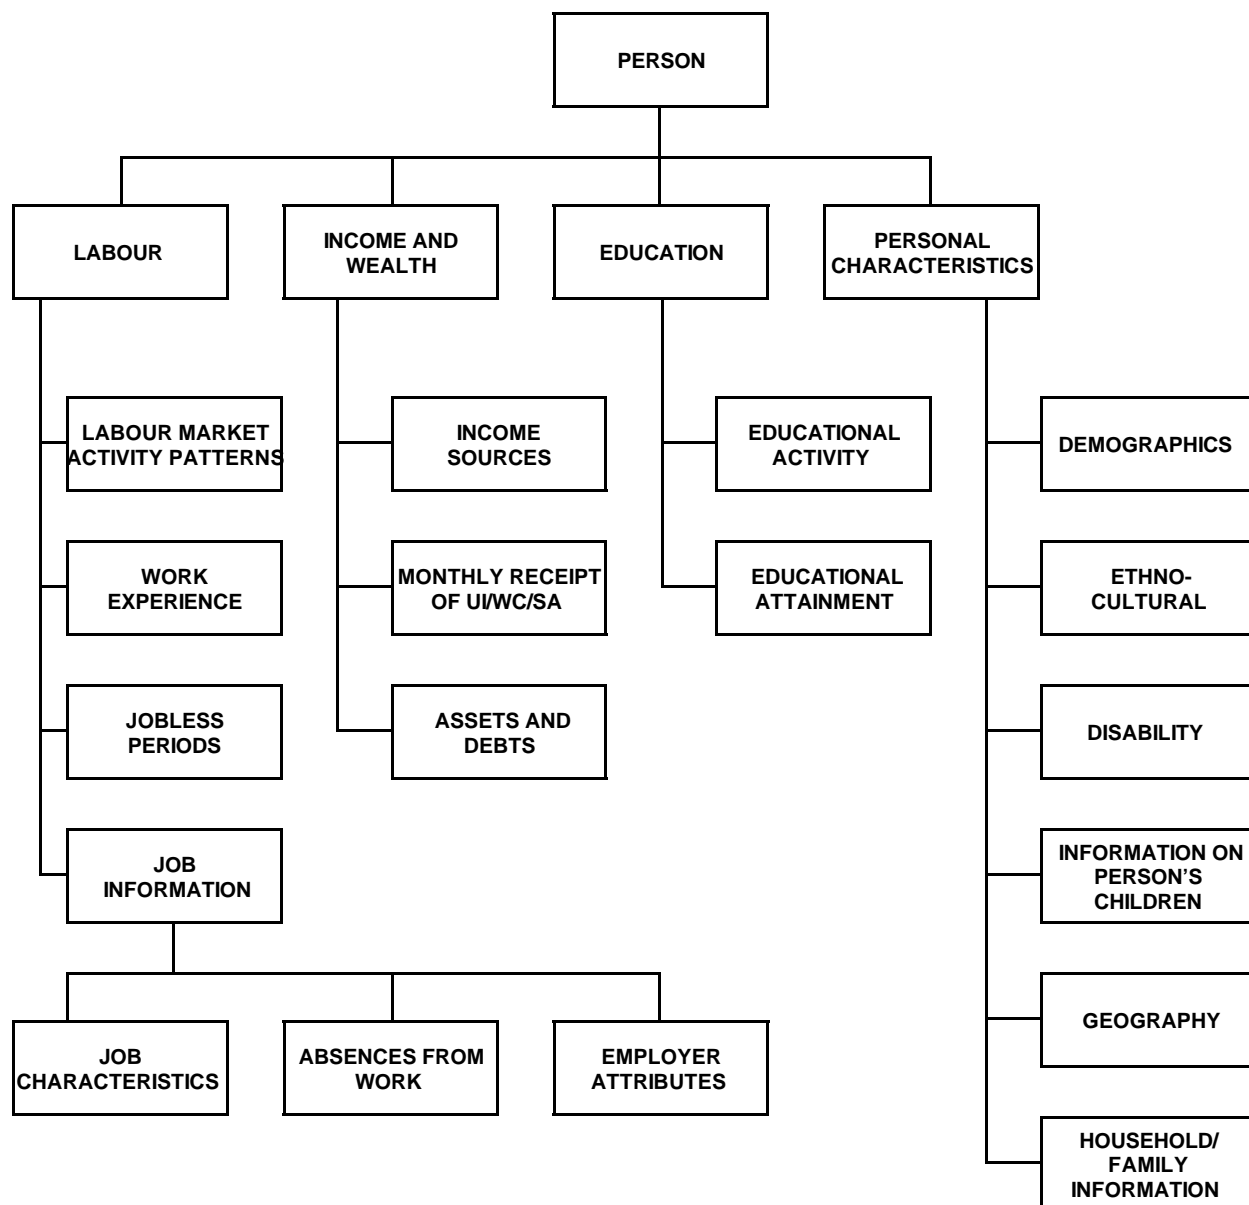 PERSON
LABOUR
INCOME AND
WEALTH
EDUCATION
PERSONAL
CHARACTERISTICS
LABOUR MARKET
ACTIVITY PATTERNS
INCOME
SOURCES
EDUCATIONAL
ACTIVITY
DEMOGRAPHICS
WORK
EXPERIENCE
MONTHLY RECEIPT
OF UI/WC/SA
EDUCATIONAL
ATTAINMENT
ETHNO-
CULTURAL
JOBLESS
PERIODS
ASSETS AND
DEBTS
DISABILITY
JOB
INFORMATION
INFORMATION ON
PERSON’S
CHILDREN
JOB
CHARACTERISTICS
ABSENCES FROM
WORK
EMPLOYER
ATTRIBUTES
GEOGRAPHY
HOUSEHOLD/
FAMILY
INFORMATION